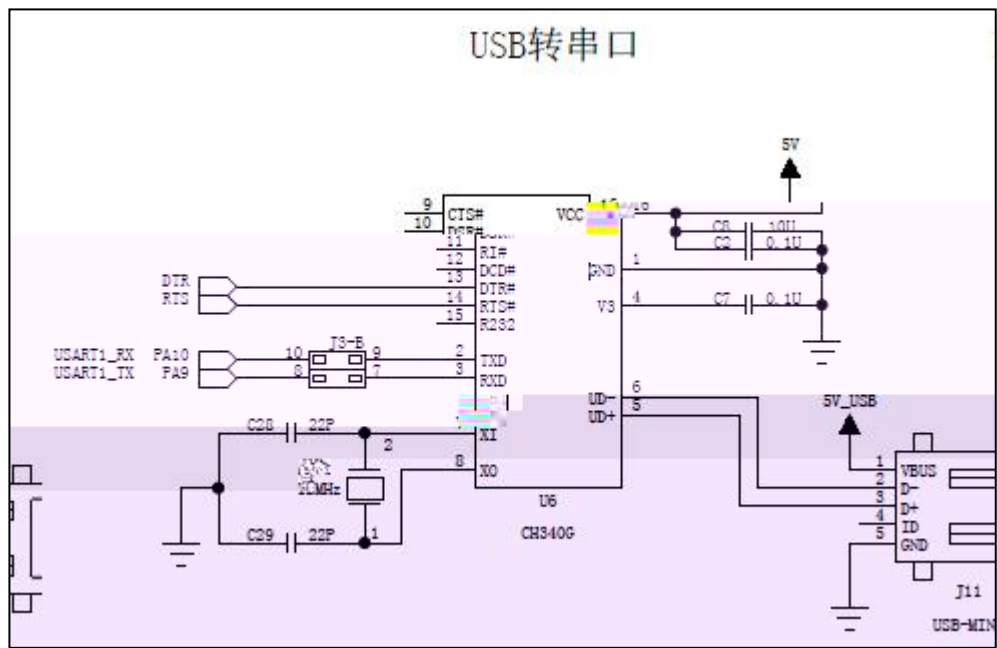 USB转串口
5V
9 CTS# VCC
10
C8 10U
11 RI# C2 0.1U
12 DCD# GND 1
DTR 13 DTR#
RTS 14 RTS# V3 4 C7 0.1U
15 R232
J3-B
USART1_RX PA10 10 9 2 TXD
USART1_TX PA9 8 7 3 RXD
UD- 6
UD+ 5
5V_USB
C28 22P 2 XI
8 XO
1 VBUS
2 D-
3 D+
4 ID
5 GND
U6
C29 22P 1 CH340G
J11
USB-MIN